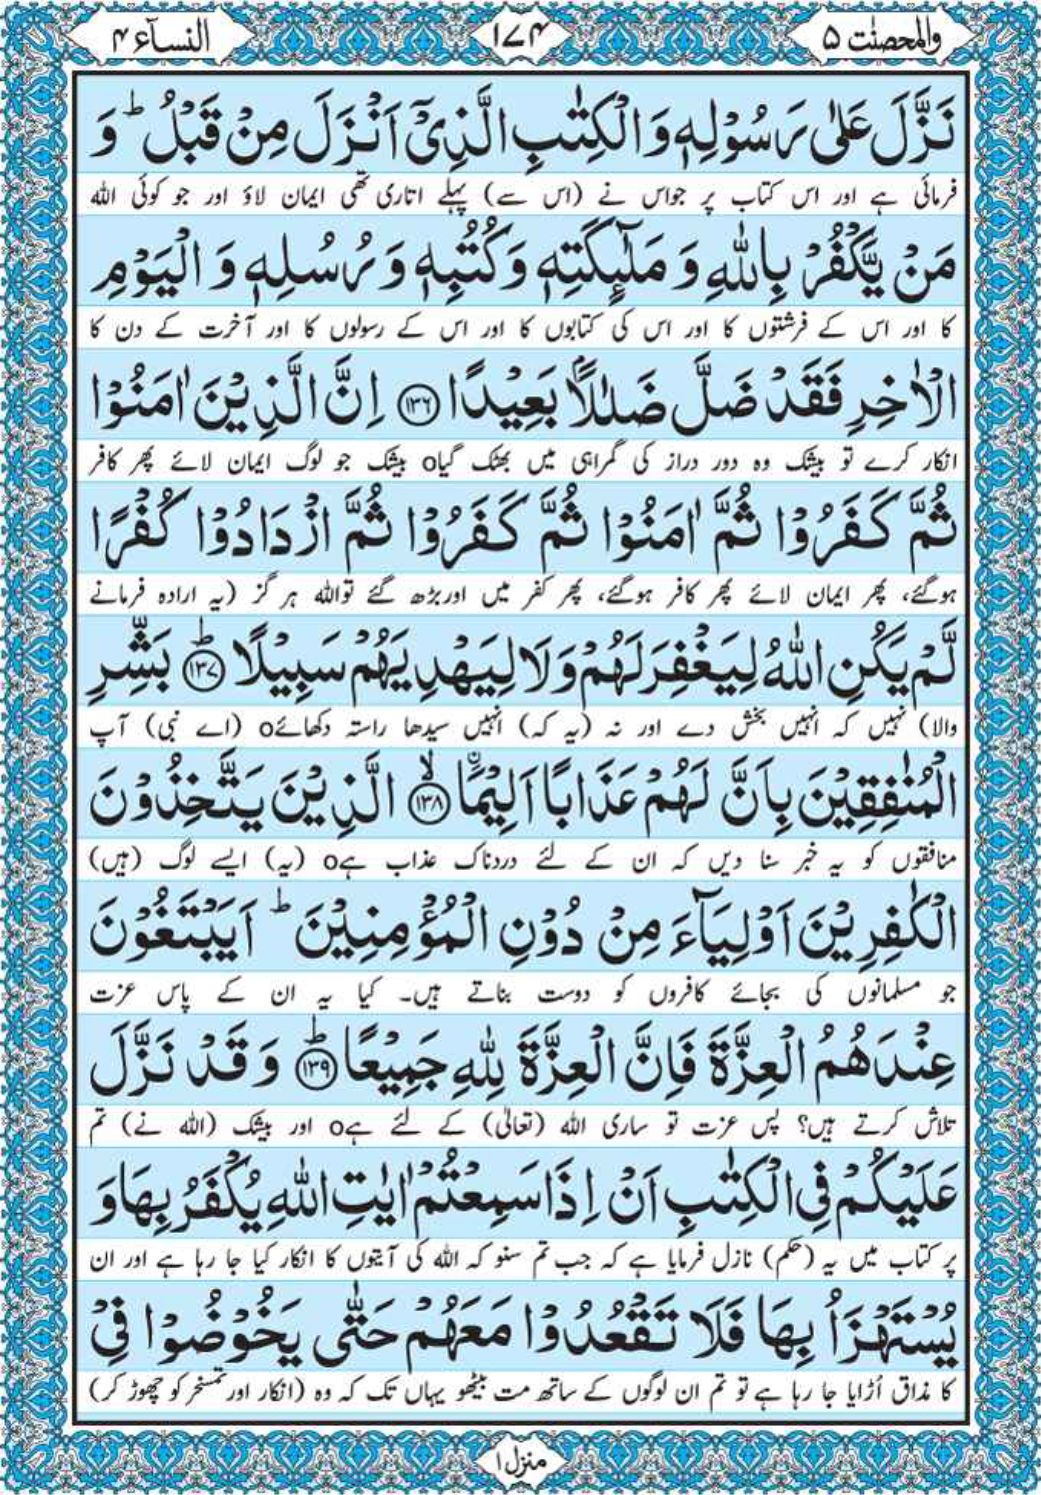 النسآء ۴
۱۷۴
والمحصنٰت ۵
نَزَّلَ عَلٰى رَسُوْلِهٖ وَ الْكِتٰبِ الَّذِيْۤ اَنْزَلَ مِنْ قَبْلُ ؕ وَ
فرمائی ہے اور اس کتاب پر جواس نے (اس سے) پہلے اتاری تھی ایمان لاؤ اور جو کوئی اللہ
مَنْ يَّكْفُرْ بِاللّٰهِ وَ مَلٰٓىِٕكَتِهٖ وَ كُتُبِهٖ وَ رُسُلِهٖ وَ الْيَوْمِ
کا اور اس کے فرشتوں کا اور اس کی کتابوں کا اور اس کے رسولوں کا اور آخرت کے دن کا
الْاٰخِرِ فَقَدْ ضَلَّ ضَلٰلًۢا بَعِيْدًا ۝۱۳۶ اِنَّ الَّذِيْنَ اٰمَنُوْا
انکار کرے تو بیشک وہ دور دراز کی گمراہی میں بھٹک گیاo بیشک جو لوگ ایمان لائے پھر کافر
ثُمَّ كَفَرُوْا ثُمَّ اٰمَنُوْا ثُمَّ كَفَرُوْا ثُمَّ ازْدَادُوْا كُفْرًا
ہوگئے، پھر ایمان لائے پھر کافر ہوگئے، پھر کفر میں اوربڑھ گئے تواللہ ہر گز (یہ ارادہ فرمانے
لَّمْ يَكُنِ اللّٰهُ لِيَغْفِرَ لَهُمْ وَ لَا لِيَهْدِيَهُمْ سَبِيْلًا ؕ۝۱۳۷ بَشِّرِ
والا) نہیں کہ انہیں بخش دے اور نہ (یہ کہ) انہیں سیدھا راستہ دکھائےo (اے نبی) آپ
الْمُنٰفِقِيْنَ بِاَنَّ لَهُمْ عَذَابًا اَلِيْمَاۙ۝۱۳۸ ا۟لَّذِيْنَ يَتَّخِذُوْنَ
منافقوں کو یہ خبر سنا دیں کہ ان کے لئے دردناک عذاب ہےo (یہ) ایسے لوگ (ہیں)
الْكٰفِرِيْنَ اَوْلِيَآءَ مِنْ دُوْنِ الْمُؤْمِنِيْنَ ؕ اَيَبْتَغُوْنَ
جو مسلمانوں کی بجائے کافروں کو دوست بناتے ہیں۔ کیا یہ ان کے پاس عزت
عِنْدَهُمُ الْعِزَّةَ فَاِنَّ الْعِزَّةَ لِلّٰهِ جَمِيْعًا ؕ۝۱۳۹ وَ قَدْ نَزَّلَ
تلاش کرتے ہیں؟ پس عزت تو ساری اللہ (تعالیٰ) کے لئے ہےo اور بیشک (اللہ نے) تم
عَلَيْكُمْ فِي الْكِتٰبِ اَنْ اِذَا سَمِعْتُمْ اٰيٰتِ اللّٰهِ يُكْفَرُ بِهَا وَ
پر کتاب میں یہ (حکم) نازل فرمایا ہے کہ جب تم سنو کہ اللہ کی آیتوں کا انکار کیا جا رہا ہے اور ان
يُسْتَهْزَاُ بِهَا فَلَا تَقْعُدُوْا مَعَهُمْ حَتّٰى يَخُوْضُوْا فِيْ
کا مذاق اُڑایا جا رہا ہے تو تم ان لوگوں کے ساتھ مت بیٹھو یہاں تک کہ وہ (انکار اور تمسخر کو چھوڑ کر)
منزل ۱